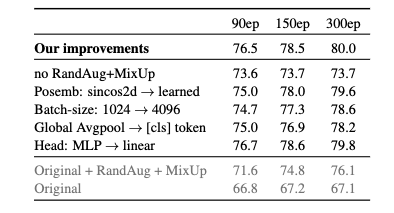 90ep 150ep 300ep
Our improvements 76.5 78.5 80.0
no RandAug+MixUp 73.6 73.7 73.7
Posemb: sincos2d → learned 75.0 78.0 79.6
Batch-size: 1024 → 4096 74.7 77.3 78.6
Global Avgpool → [cls] token 75.0 76.9 78.2
Head: MLP → linear 76.7 78.6 79.8
Original + RandAug + MixUp 71.6 74.8 76.1
Original 66.8 67.2 67.1